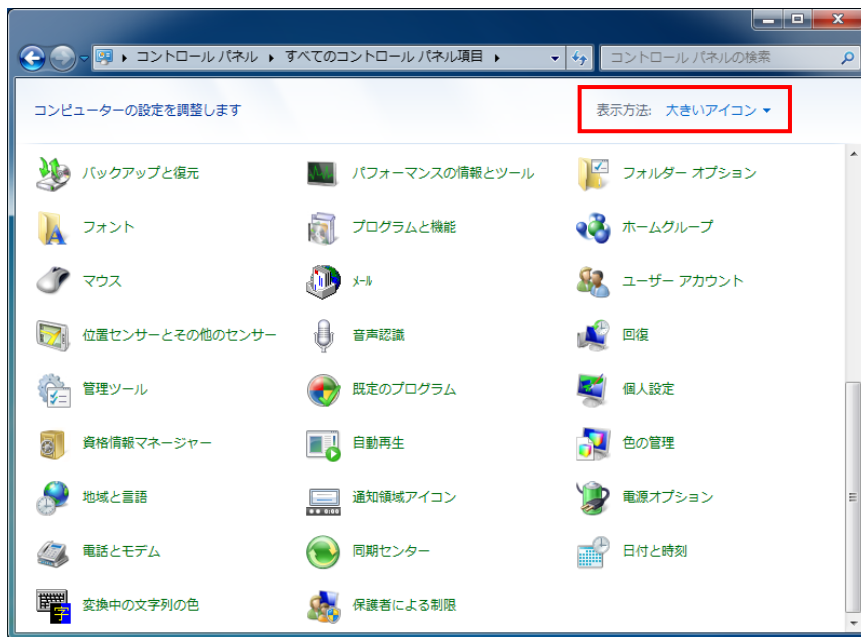 コントロール パネル ▸ すべてのコントロール パネル項目 ▸
コントロール パネルの検索
コンピューターの設定を調整します
表示方法: 大きいアイコン ▼
バックアップと復元
パフォーマンスの情報とツール
フォルダー オプション
フォント
プログラムと機能
ホームグループ
マウス
メール
ユーザー アカウント
位置センサーとその他のセンサー
音声認識
回復
管理ツール
既定のプログラム
個人設定
資格情報マネージャー
自動再生
色の管理
地域と言語
通知領域アイコン
電源オプション
電話とモデム
同期センター
日付と時刻
字
変換中の文字列の色
保護者による制限